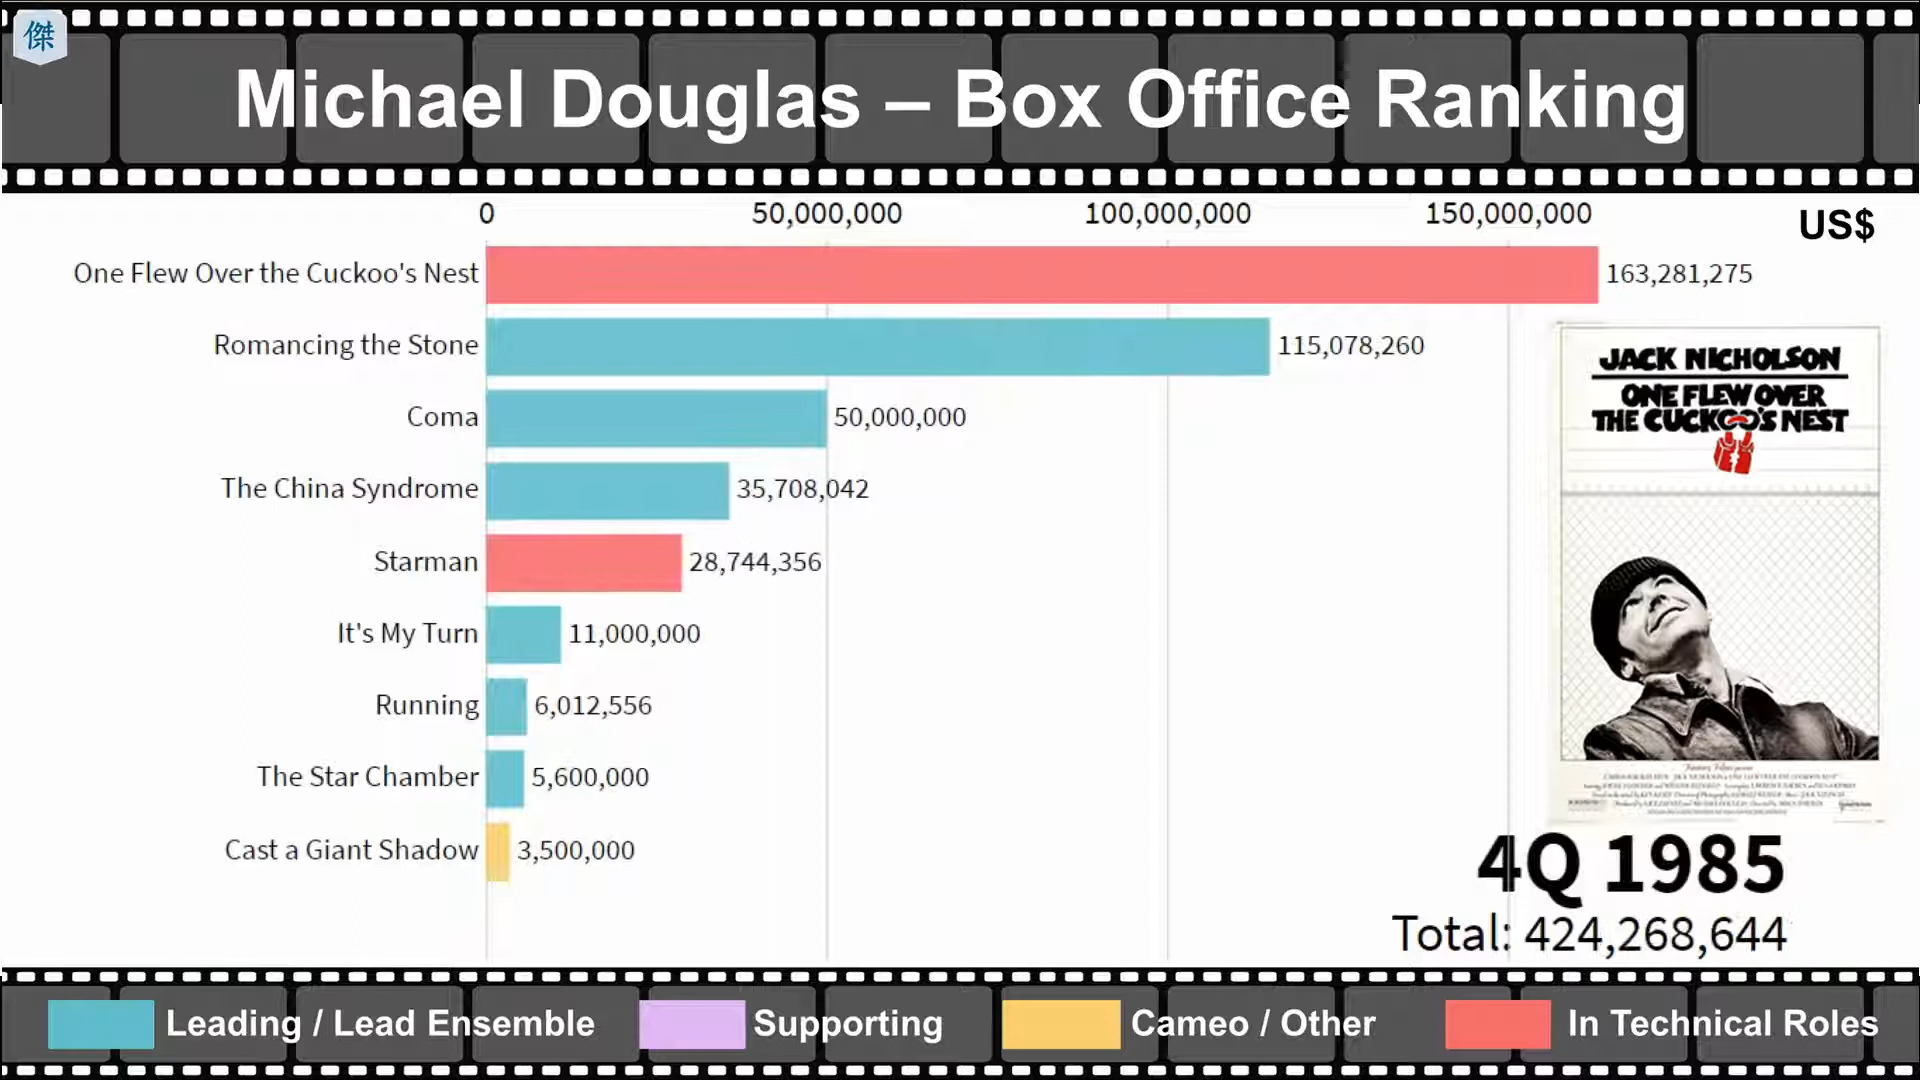 傑
Michael Douglas – Box Office Ranking
0 50,000,000 100,000,000 150,000,000 US$
One Flew Over the Cuckoo's Nest 163,281,275
Romancing the Stone 115,078,260
Coma 50,000,000
The China Syndrome 35,708,042
Starman 28,744,356
It's My Turn 11,000,000
Running 6,012,556
The Star Chamber 5,600,000
Cast a Giant Shadow 3,500,000
JACK NICHOLSON
ONE FLEW OVER
THE CUCKOO'S NEST
4Q 1985
Total: 424,268,644
Leading / Lead Ensemble Supporting Cameo / Other In Technical Roles